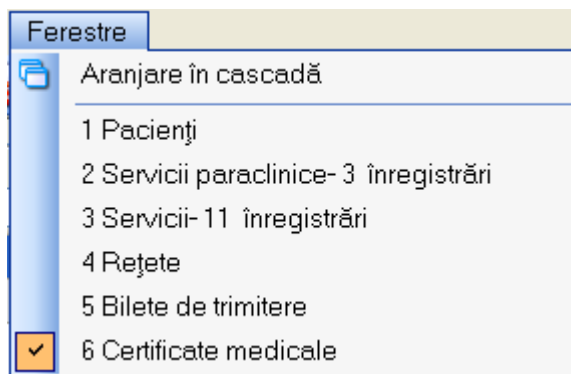 Ferestre
Aranjare în cascadă
1 Pacienţi
2 Servicii paraclinice- 3 înregistrări
3 Servicii- 11 înregistrări
4 Reţete
5 Bilete de trimitere
6 Certificate medicale